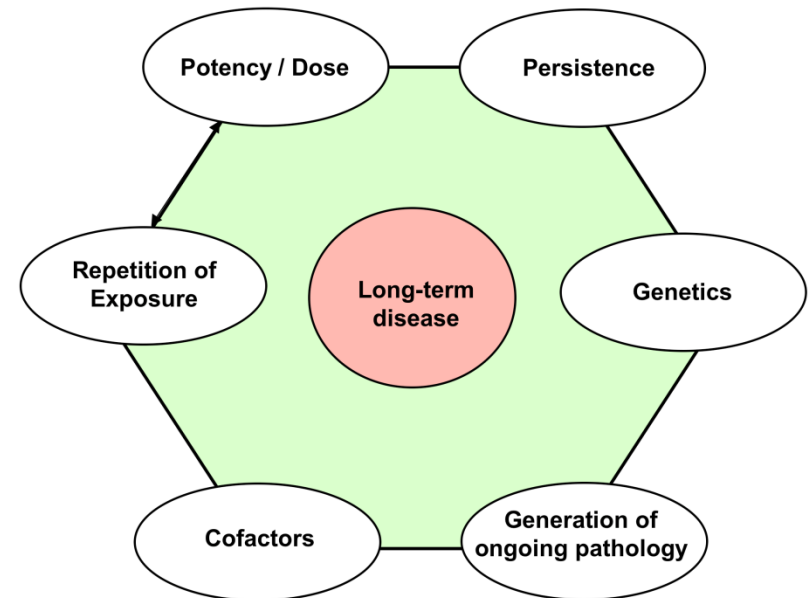 Potency / Dose
Persistence
Repetition of
Exposure
Long-term
disease
Genetics
Cofactors
Generation of
ongoing pathology